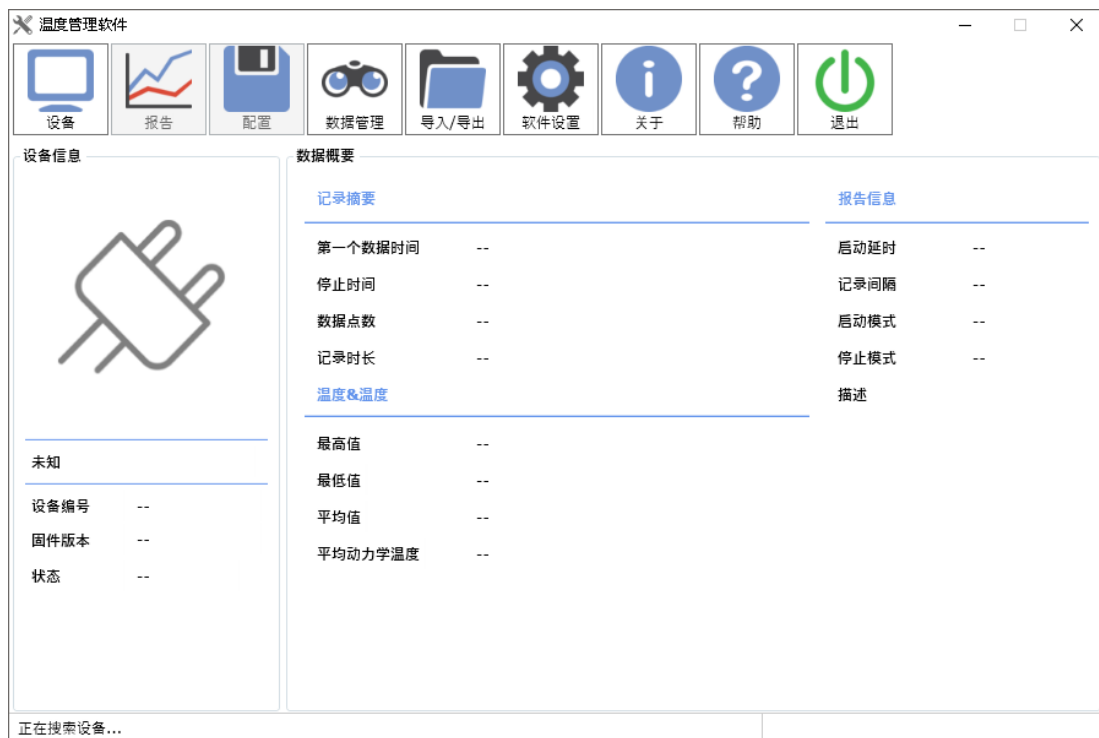 温度管理软件
设备
报告
配置
数据管理
导入/导出
软件设置
关于
帮助
退出
设备信息
未知
设备编号 --
固件版本 --
状态 --
数据概要
记录摘要
第一个数据时间 --
停止时间 --
数据点数 --
记录时长 --
温度&温度
最高值 --
最低值 --
平均值 --
平均动力学温度 --
报告信息
启动延时 --
记录间隔 --
启动模式 --
停止模式 --
描述
正在搜索设备...